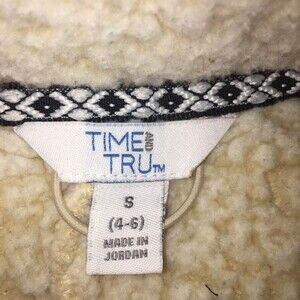 TIME AND
TRU™
S
(4-6)
MADE IN
JORDAN